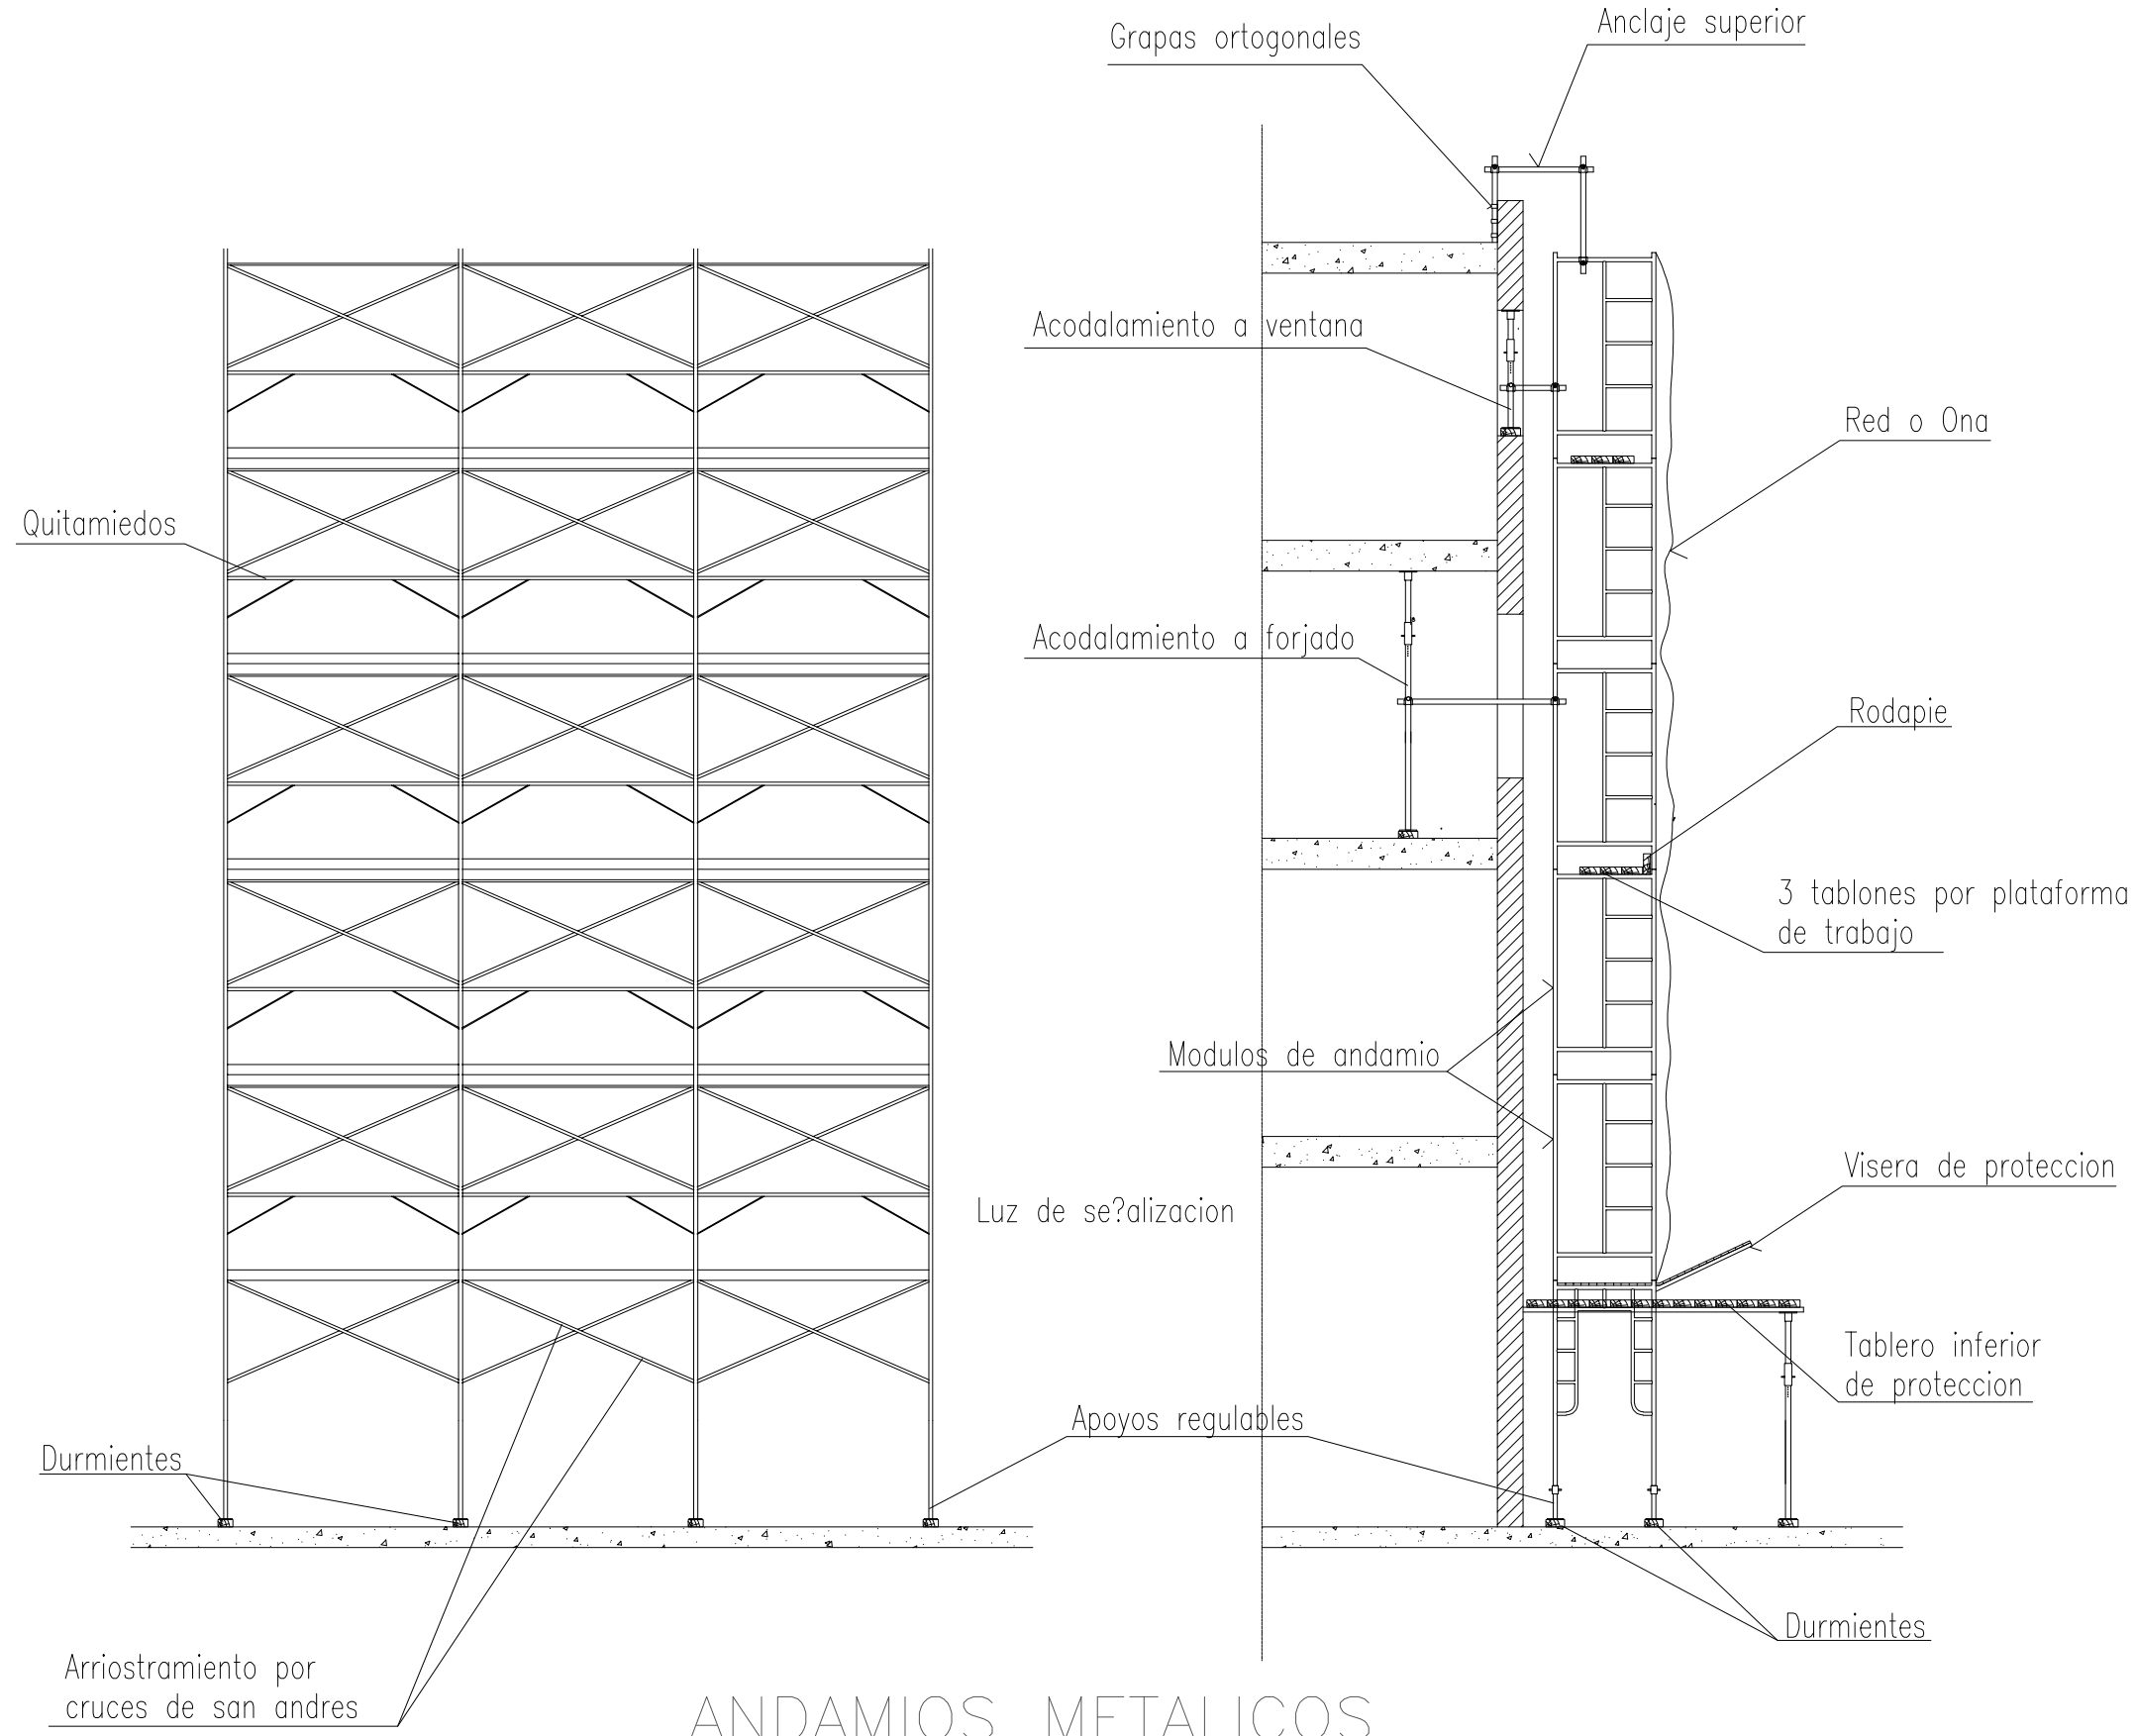 Anclaje superior
Grapas ortogonales
Acodalamiento a ventana
Red o Ona
Quitamiedos
Acodalamiento a forjado
Rodapie
3 tablones por plataforma
de trabajo
Modulos de andamio
Visera de proteccion
Luz de se?alizacion
Tablero inferior
de proteccion
Apoyos regulables
Durmientes
Durmientes
Arriostramiento por
cruces de san andres
ANDAMIOS METALICOS